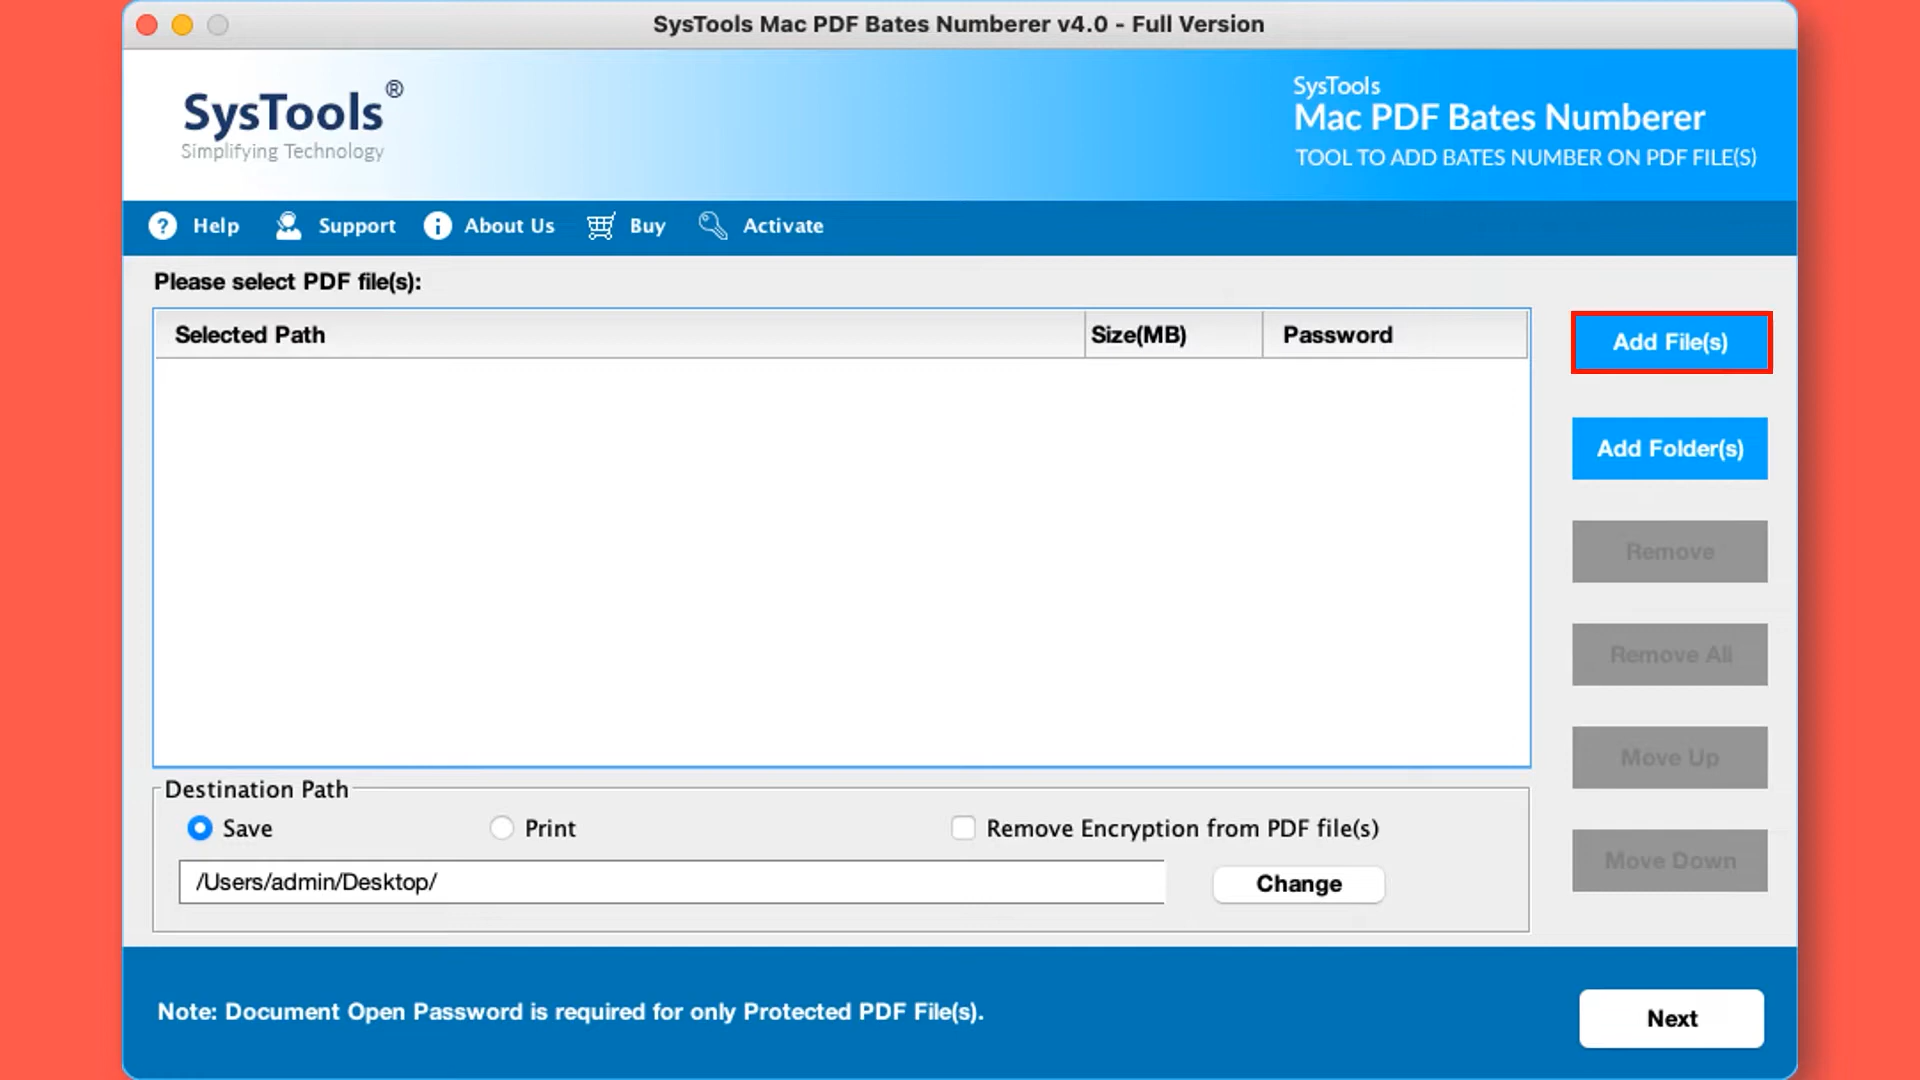 SysTools Mac PDF Bates Numberer v4.0 - Full Version
SysTools®
Simplifying Technology
SysTools
Mac PDF Bates Numberer
TOOL TO ADD BATES NUMBER ON PDF FILE(S)
? Help Support i About Us Buy Activate
Please select PDF file(s):
Selected Path Size(MB) Password
Add File(s)
Add Folder(s)
Remove
Remove All
Move Up
Move Down
Destination Path
Save Print Remove Encryption from PDF file(s)
/Users/admin/Desktop/ Change
Note: Document Open Password is required for only Protected PDF File(s).
Next